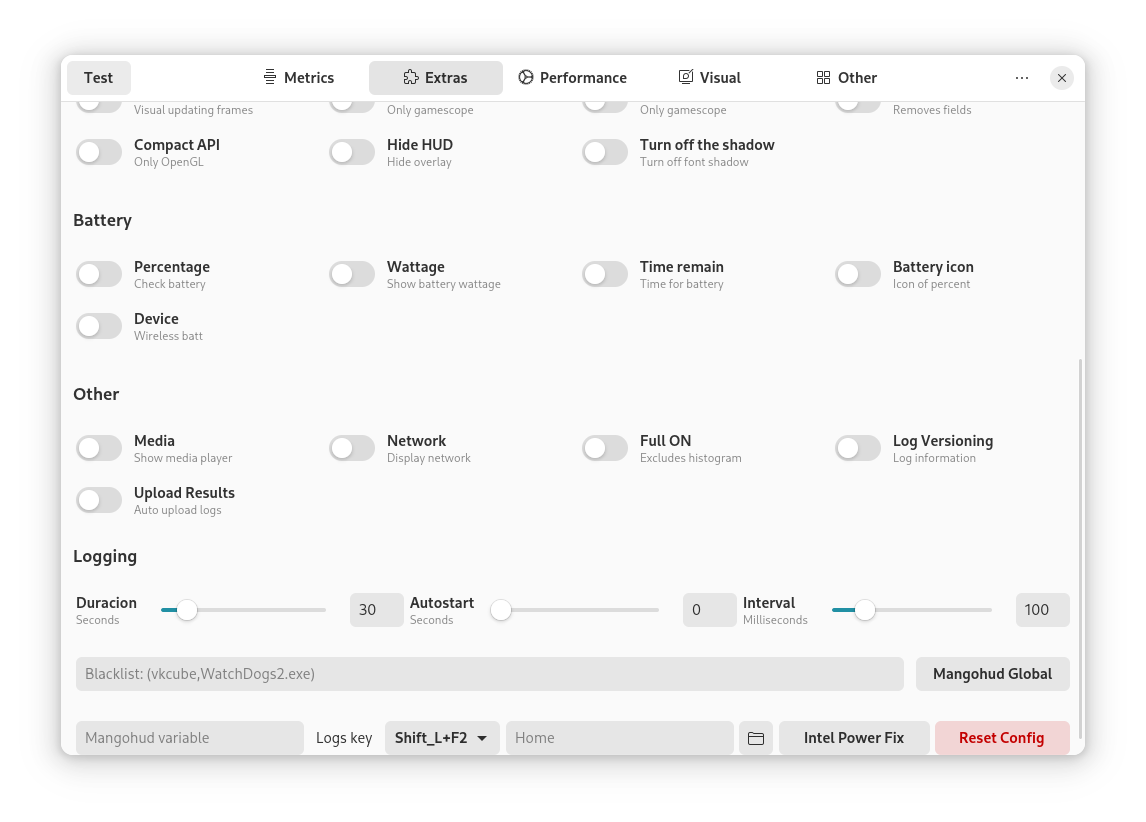 Test
Metrics
Extras
Performance
Visual
Other
Visual updating frames
Only gamescope
Only gamescope
Removes fields
Compact API
Only OpenGL
Hide HUD
Hide overlay
Turn off the shadow
Turn off font shadow
Battery
Percentage
Check battery
Wattage
Show battery wattage
Time remain
Time for battery
Battery icon
Icon of percent
Device
Wireless batt
Other
Media
Show media player
Network
Display network
Full ON
Excludes histogram
Log Versioning
Log information
Upload Results
Auto upload logs
Logging
Duracion
Seconds
30
Autostart
Seconds
0
Interval
Milliseconds
100
Blacklist: (vkcube,WatchDogs2.exe)
Mangohud Global
Mangohud variable
Logs key
Shift_L+F2
Home
Intel Power Fix
Reset Config